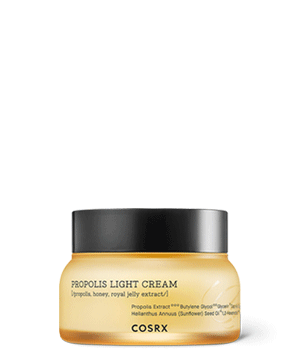 PROPOLIS LIGHT CREAM
[propolis, honey, royal jelly extract/]
Propolis Extract Butylene Glycol Glycerin
Helianthus Annuus (Sunflower) Seed Oil
COSRX